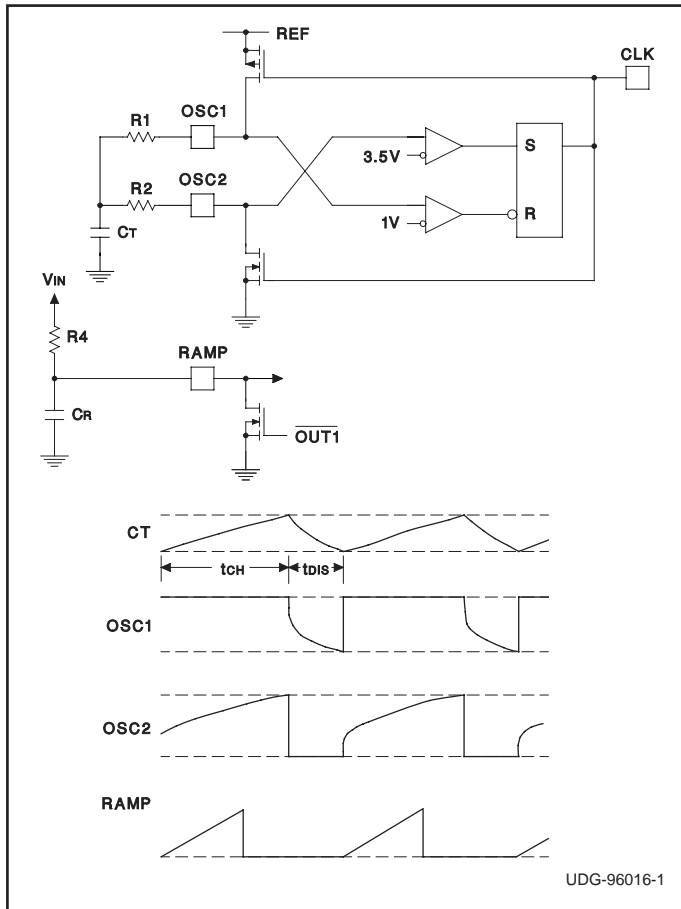 REF
CLK
OSC1
R1
3.5V
S
OSC2
R2
1V
R
CT
VIN
R4
RAMP
CR
OUT1
CT
tCH
tDIS
OSC1
OSC2
RAMP
UDG-96016-1